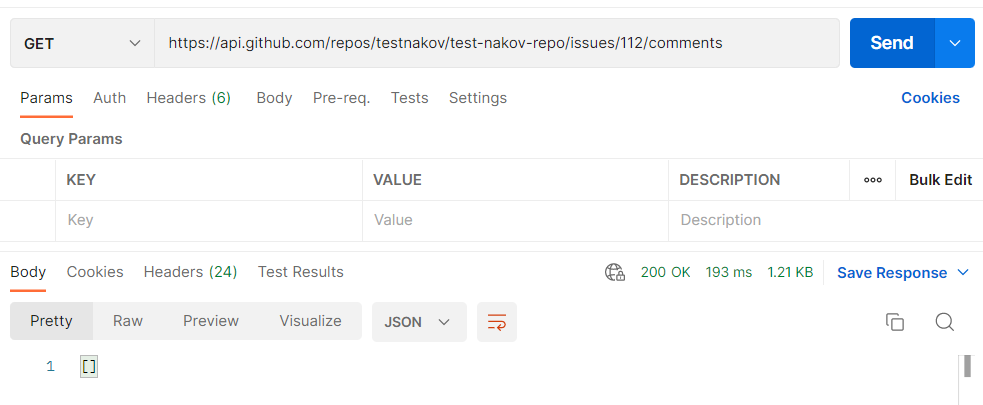 GET https://api.github.com/repos/testnakov/test-nakov-repo/issues/112/comments Send
Params Auth Headers (6) Body Pre-req. Tests Settings Cookies
Query Params
KEY VALUE DESCRIPTION ooo Bulk Edit
Key Value Description
Body Cookies Headers (24) Test Results 200 OK 193 ms 1.21 KB Save Response
Pretty Raw Preview Visualize JSON
1 []